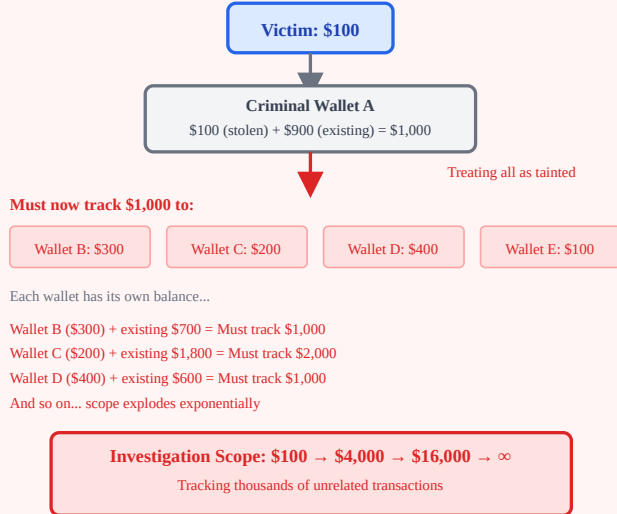 Victim: $100
Criminal Wallet A
$100 (stolen) + $900 (existing) = $1,000
Treating all as tainted
Must now track $1,000 to:
Wallet B: $300
Wallet C: $200
Wallet D: $400
Wallet E: $100
Each wallet has its own balance...
Wallet B ($300) + existing $700 = Must track $1,000
Wallet C ($200) + existing $1,800 = Must track $2,000
Wallet D ($400) + existing $600 = Must track $1,000
And so on... scope explodes exponentially
Investigation Scope: $100 → $4,000 → $16,000 → ∞
Tracking thousands of unrelated transactions